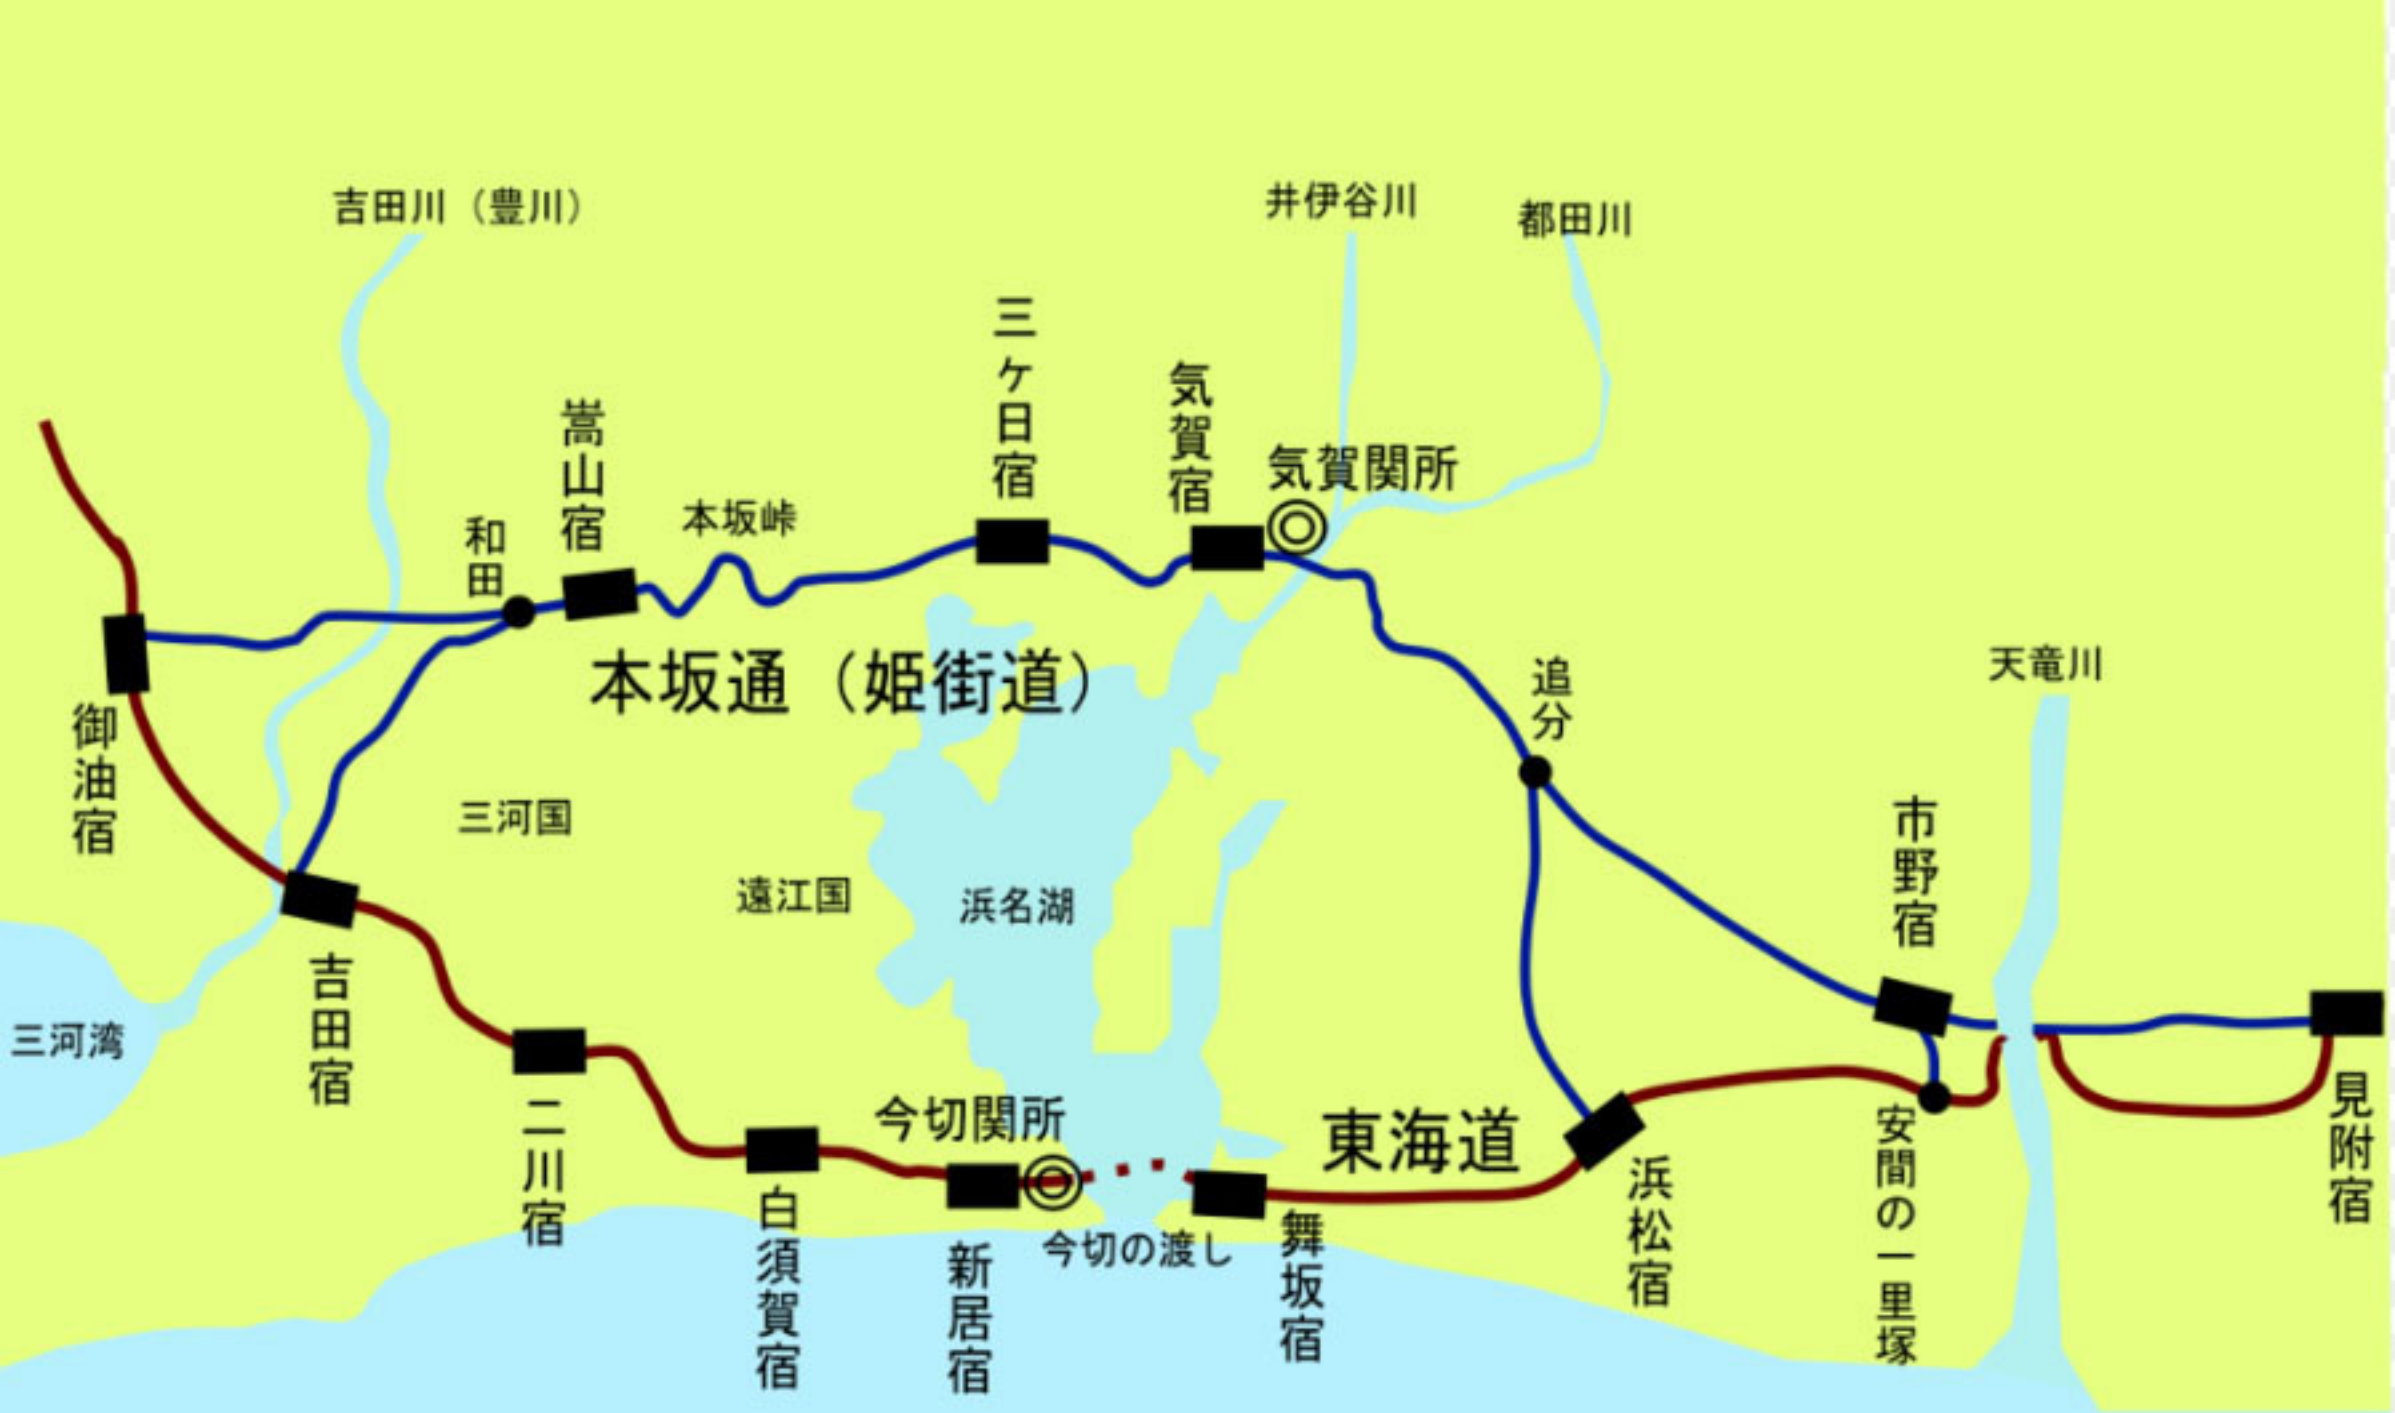 吉田川（豊川）
井伊谷川
都田川
三ヶ日宿
気賀宿
嵩山宿
気賀関所
本坂峠
和田
本坂通（姫街道）
追分
天竜川
御油宿
三河国
市野宿
遠江国
浜名湖
吉田宿
三河湾
二川宿
今切関所
東海道
見附宿
安間の一里塚
浜松宿
白須賀宿
新居宿
今切の渡し
舞坂宿